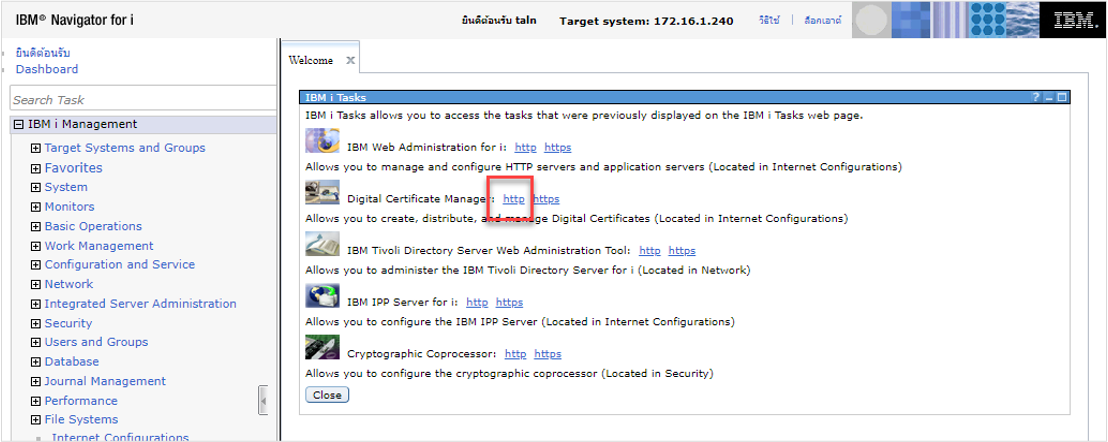 IBM® Navigator for i
ยินดีต้อนรับ taln
Target system: 172.16.1.240
วิธีใช้ | ล็อกเอาต์
IBM.
ยินดีต้อนรับ
Dashboard
Search Task
IBM i Management
Target Systems and Groups
Favorites
System
Monitors
Basic Operations
Work Management
Configuration and Service
Network
Integrated Server Administration
Security
Users and Groups
Database
Journal Management
Performance
File Systems
Internet Configurations
Welcome
IBM i Tasks
IBM i Tasks allows you to access the tasks that were previously displayed on the IBM i Tasks web page.
IBM Web Administration for i: http https
Allows you to manage and configure HTTP servers and application servers (Located in Internet Configurations)
Digital Certificate Manager: http https
Allows you to create, distribute, and manage Digital Certificates (Located in Internet Configurations)
IBM Tivoli Directory Server Web Administration Tool: http https
Allows you to administer the IBM Tivoli Directory Server for i (Located in Network)
IBM IPP Server for i: http https
Allows you to configure the IBM IPP Server (Located in Internet Configurations)
Cryptographic Coprocessor: http https
Allows you to configure the cryptographic coprocessor (Located in Security)
Close